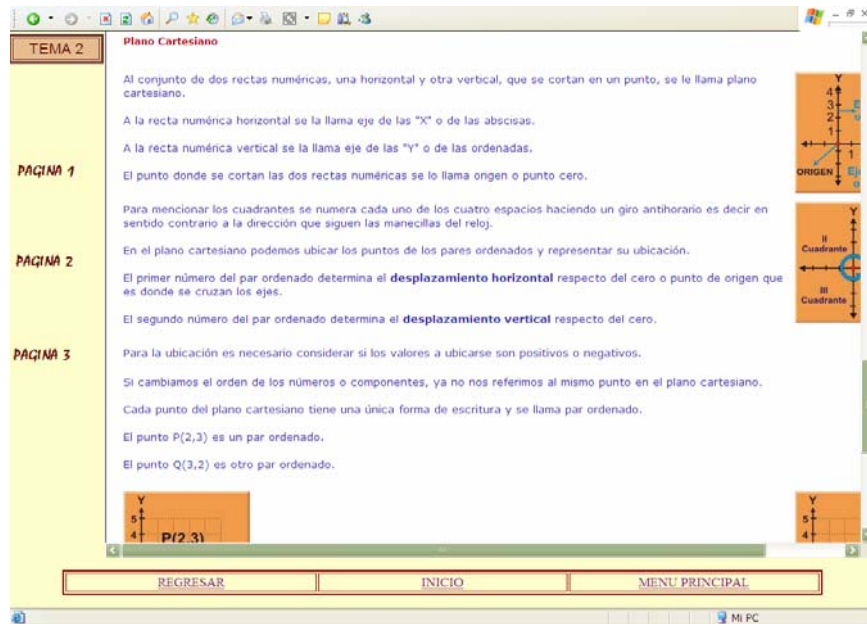 TEMA 2
PAGINA 1
PAGINA 2
PAGINA 3
Plano Cartesiano
Al conjunto de dos rectas numéricas, una horizontal y otra vertical, que se cortan en un punto, se le llama plano
cartesiano.
A la recta numérica horizontal se la llama eje de las "X" o de las abscisas.
A la recta numérica vertical se la llama eje de las "Y" o de las ordenadas.
El punto donde se cortan las dos rectas numéricas se lo llama origen o punto cero.
Para mencionar los cuadrantes se numera cada uno de los cuatro espacios haciendo un giro antihorario es decir en
sentido contrario a la dirección que siguen las manecillas del reloj.
En el plano cartesiano podemos ubicar los puntos de los pares ordenados y representar su ubicación.
El primer número del par ordenado determina el desplazamiento horizontal respecto del cero o punto de origen que
es donde se cruzan los ejes.
El segundo número del par ordenado determina el desplazamiento vertical respecto del cero.
Para la ubicación es necesario considerar si los valores a ubicarse son positivos o negativos.
Si cambiamos el orden de los números o componentes, ya no nos referimos al mismo punto en el plano cartesiano.
Cada punto del plano cartesiano tiene una única forma de escritura y se llama par ordenado.
El punto P(2,3) es un par ordenado.
El punto Q(3,2) es otro par ordenado.
Y
4
3
2
1
1
ORIGEN
Y
II
Cuadrante
III
Cuadrante
Y
5
4
P(2,3)
Y
5
4
REGRESAR
INICIO
MENU PRINCIPAL
Mi PC